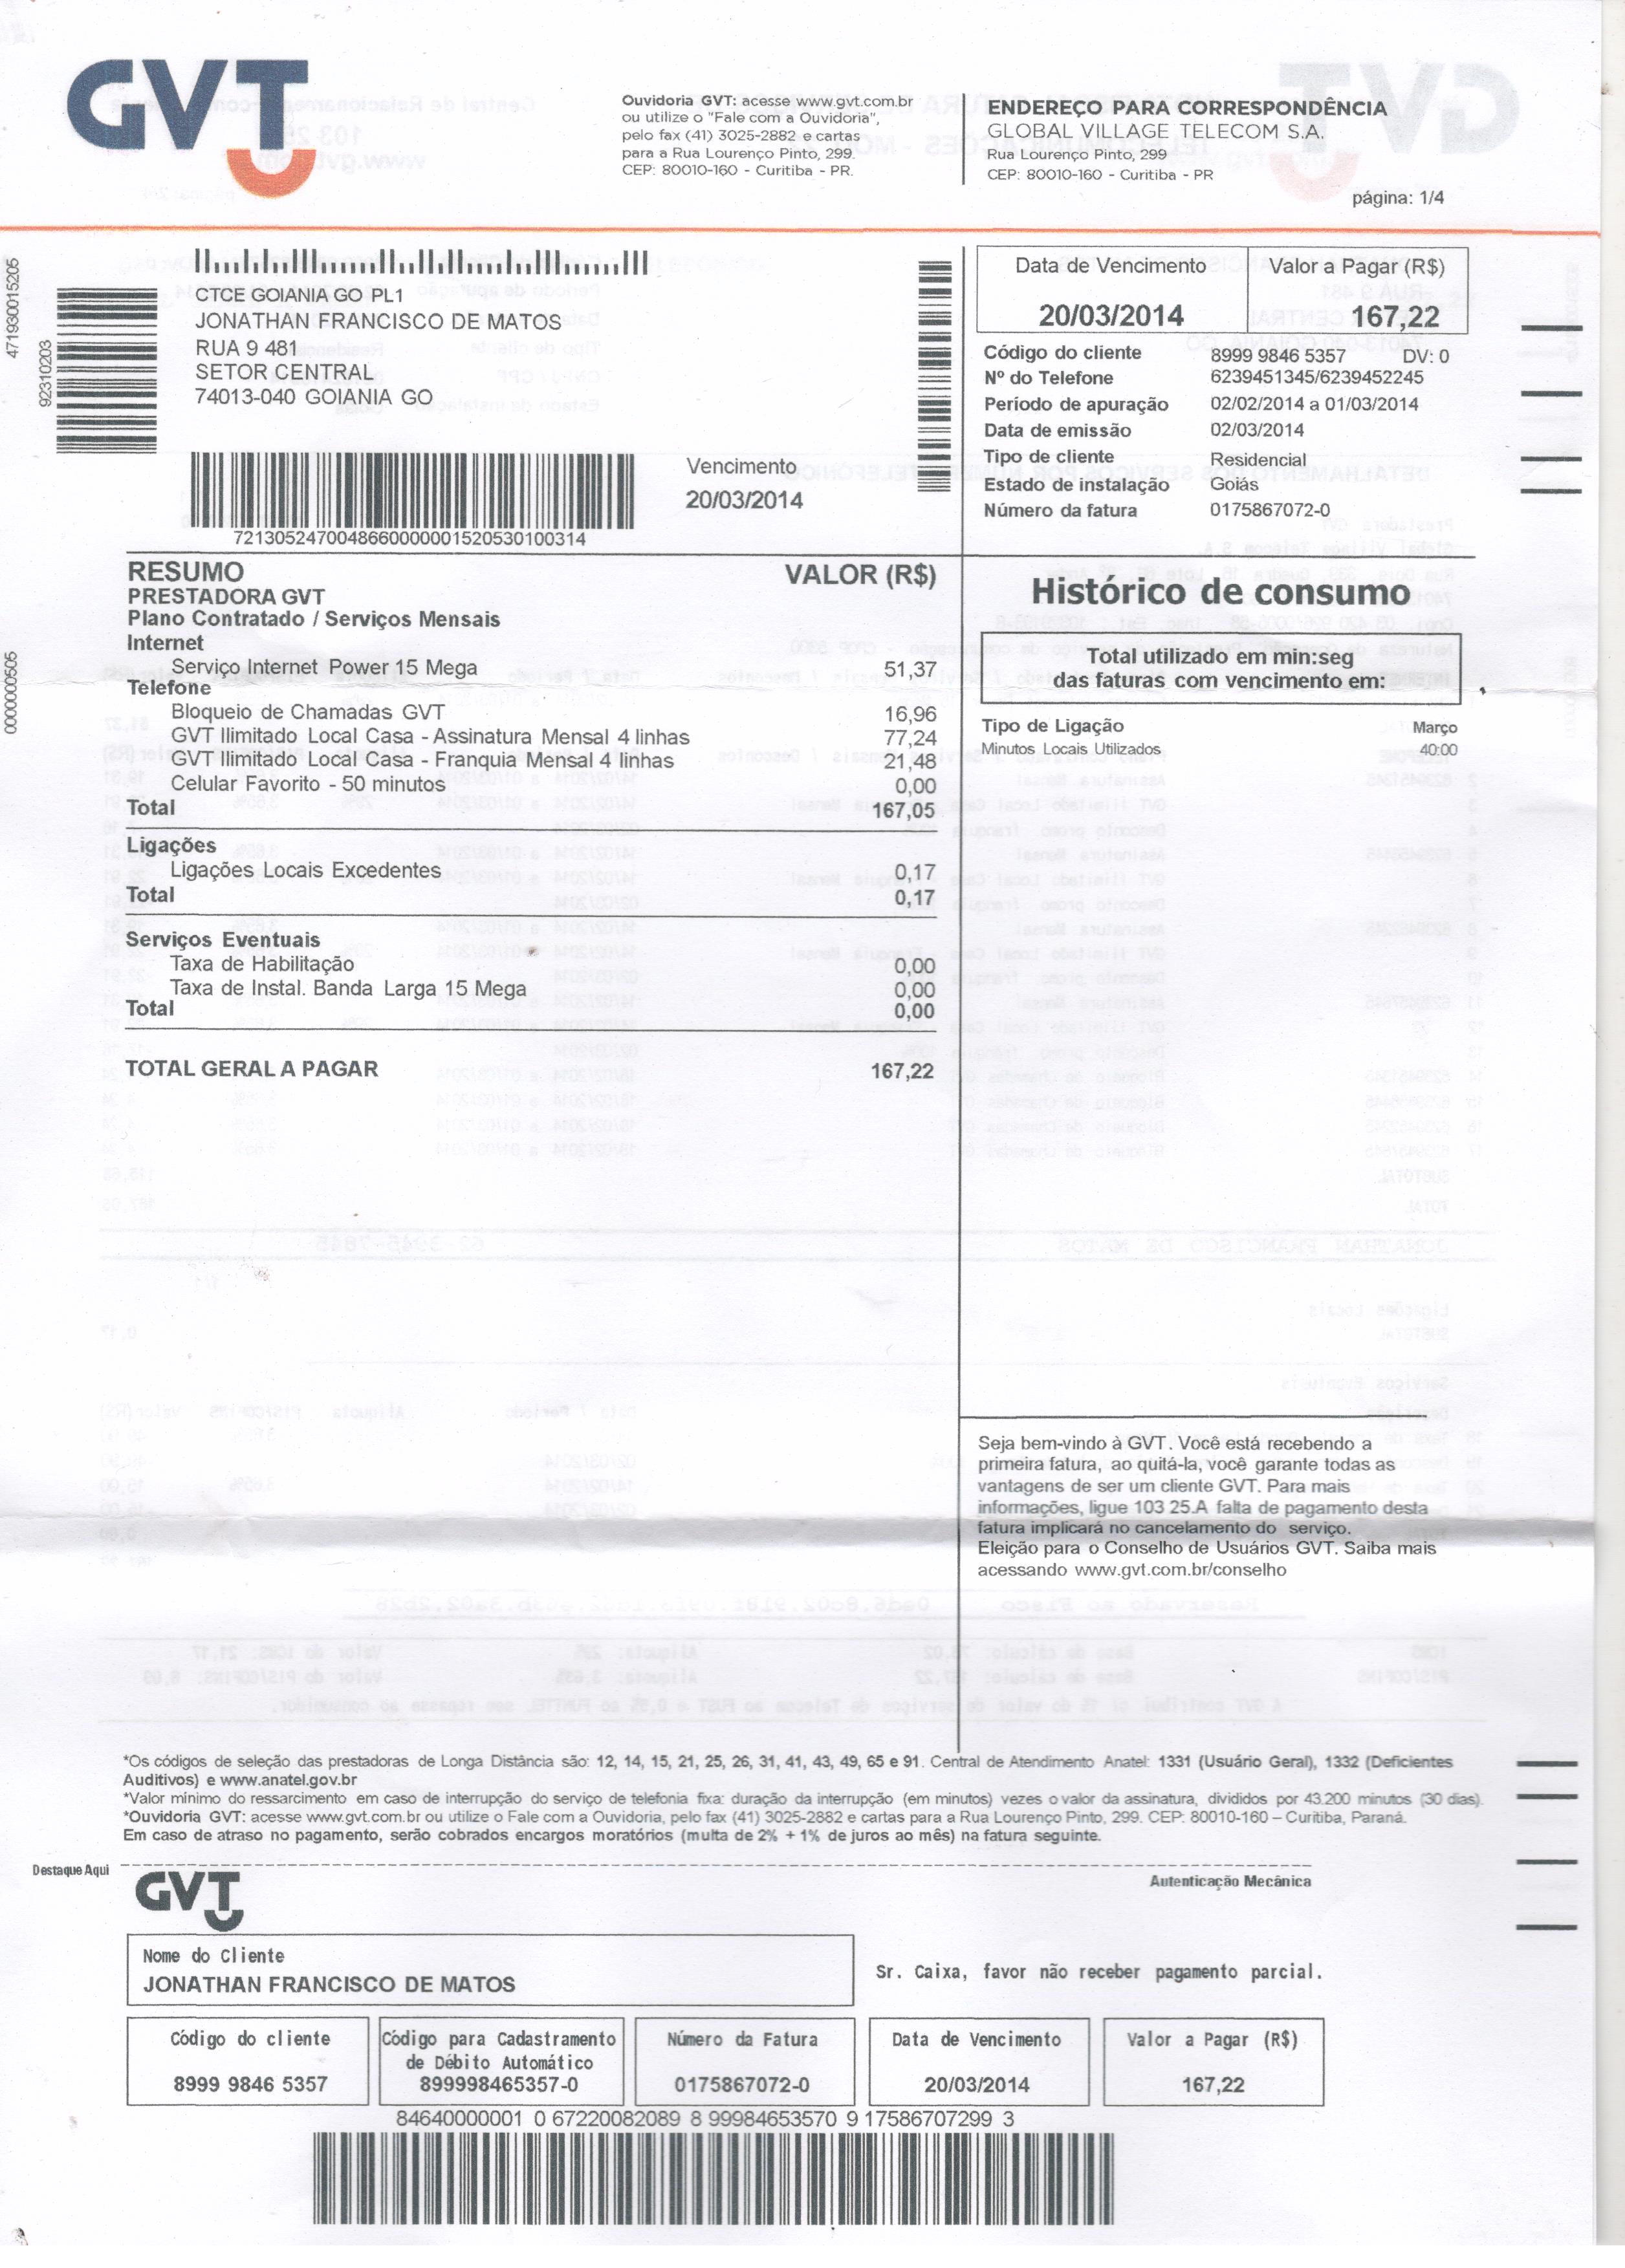 GVT
Ouvidoria GVT: acesse www.gvt.com.br
ou utilize o "Fale com a Ouvidoria",
pelo fax (41) 3025-2882 e cartas
para a Rua Lourenço Pinto, 299.
CEP: 80010-160 - Curitiba - PR.
ENDEREÇO PARA CORRESPONDÊNCIA
GLOBAL VILLAGE TELECOM S.A.
Rua Lourenço Pinto, 299
CEP: 80010-160 - Curitiba - PR
página: 1/4
471930015205
92310203
0000000505
CTCE GOIANIA GO PL1
JONATHAN FRANCISCO DE MATOS
RUA 9 481
SETOR CENTRAL
74013-040 GOIANIA GO
7213052470048660000001520530100314
Vencimento
20/03/2014
Data de Vencimento Valor a Pagar (R$)
20/03/2014 167,22
Código do cliente 8999 9846 5357 DV: 0
Nº do Telefone 6239451345/6239452245
Período de apuração 02/02/2014 a 01/03/2014
Data de emissão 02/03/2014
Tipo de cliente Residencial
Estado de instalação Goiás
Número da fatura 0175867072-0
RESUMO VALOR (R$)
PRESTADORA GVT
Plano Contratado / Serviços Mensais
Internet
Serviço Internet Power 15 Mega 51,37
Telefone
Bloqueio de Chamadas GVT 16,96
GVT Ilimitado Local Casa - Assinatura Mensal 4 linhas 77,24
GVT Ilimitado Local Casa - Franquia Mensal 4 linhas 21,48
Celular Favorito - 50 minutos 0,00
Total 167,05
Ligações
Ligações Locais Excedentes 0,17
Total 0,17
Serviços Eventuais
Taxa de Habilitação 0,00
Taxa de Instal. Banda Larga 15 Mega 0,00
Total 0,00
TOTAL GERAL A PAGAR 167,22
Histórico de consumo
Total utilizado em min:seg
das faturas com vencimento em:
Tipo de Ligação Março
Minutos Locais Utilizados 40:00
Seja bem-vindo à GVT. Você está recebendo a
primeira fatura, ao quitá-la, você garante todas as
vantagens de ser um cliente GVT. Para mais
informações, ligue 103 25.A falta de pagamento desta
fatura implicará no cancelamento do serviço.
Eleição para o Conselho de Usuários GVT. Saiba mais
acessando www.gvt.com.br/conselho
*Os códigos de seleção das prestadoras de Longa Distância são: 12, 14, 15, 21, 25, 26, 31, 41, 43, 49, 65 e 91. Central de Atendimento Anatel: 1331 (Usuário Geral), 1332 (Deficientes
Auditivos) e www.anatel.gov.br
*Valor mínimo do ressarcimento em caso de interrupção do serviço de telefonia fixa: duração da interrupção (em minutos) vezes o valor da assinatura, divididos por 43.200 minutos (30 dias).
*Ouvidoria GVT: acesse www.gvt.com.br ou utilize o Fale com a Ouvidoria, pelo fax (41) 3025-2882 e cartas para a Rua Lourenço Pinto, 299. CEP: 80010-160 – Curitiba, Paraná.
Em caso de atraso no pagamento, serão cobrados encargos moratórios (multa de 2% + 1% de juros ao mês) na fatura seguinte.
Destaque Aqui
GVT
Autenticação Mecânica
Nome do Cliente
JONATHAN FRANCISCO DE MATOS
Sr. Caixa, favor não receber pagamento parcial.
Código do cliente
8999 9846 5357
Código para Cadastramento
de Débito Automático
899998465357-0
Número da Fatura
0175867072-0
Data de Vencimento
20/03/2014
Valor a Pagar (R$)
167,22
84640000001 0 67220082089 8 99984653570 9 17586707299 3